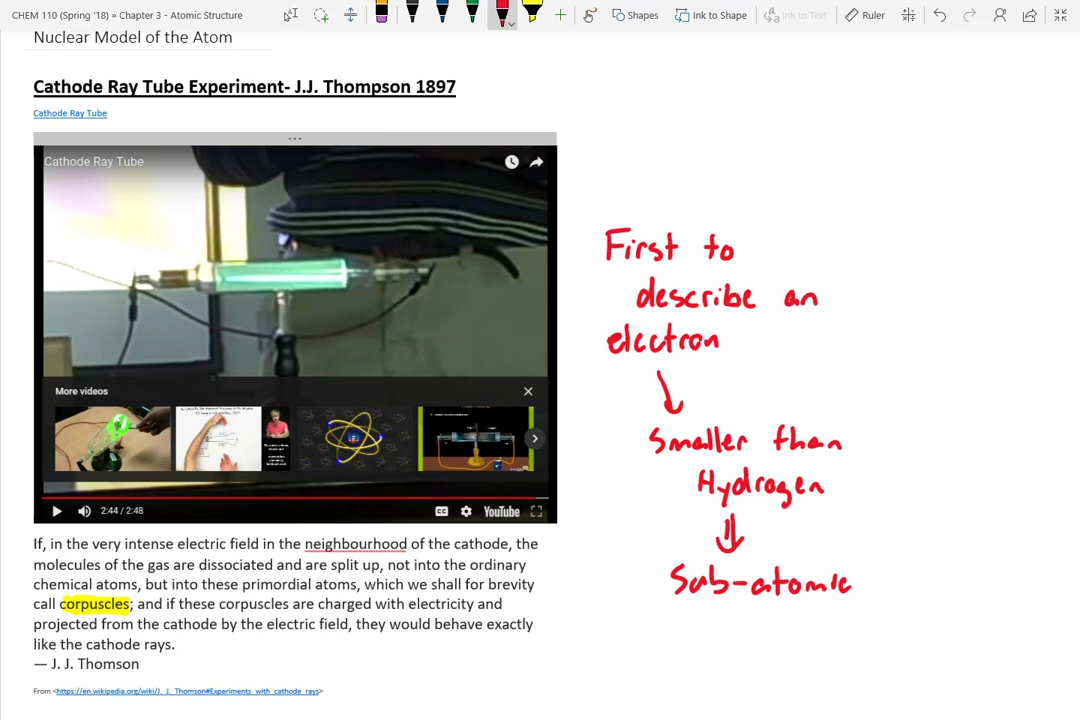 CHEM 110 (Spring '18) » Chapter 3 - Atomic Structure
Shapes
Ink to Shape
Ink to Text
Ruler
Nuclear Model of the Atom
Cathode Ray Tube Experiment- J.J. Thompson 1897
Cathode Ray Tube
Cathode Ray Tube
More videos
2:44 / 2:48
CC
YouTube
First to
describe an
electron
Smaller than
Hydrogen
Sub-atomic
If, in the very intense electric field in the neighbourhood of the cathode, the
molecules of the gas are dissociated and are split up, not into the ordinary
chemical atoms, but into these primordial atoms, which we shall for brevity
call corpuscles; and if these corpuscles are charged with electricity and
projected from the cathode by the electric field, they would behave exactly
like the cathode rays.
— J. J. Thomson
From <https://en.wikipedia.org/wiki/J._J._Thomson#Experiments_with_cathode_rays>